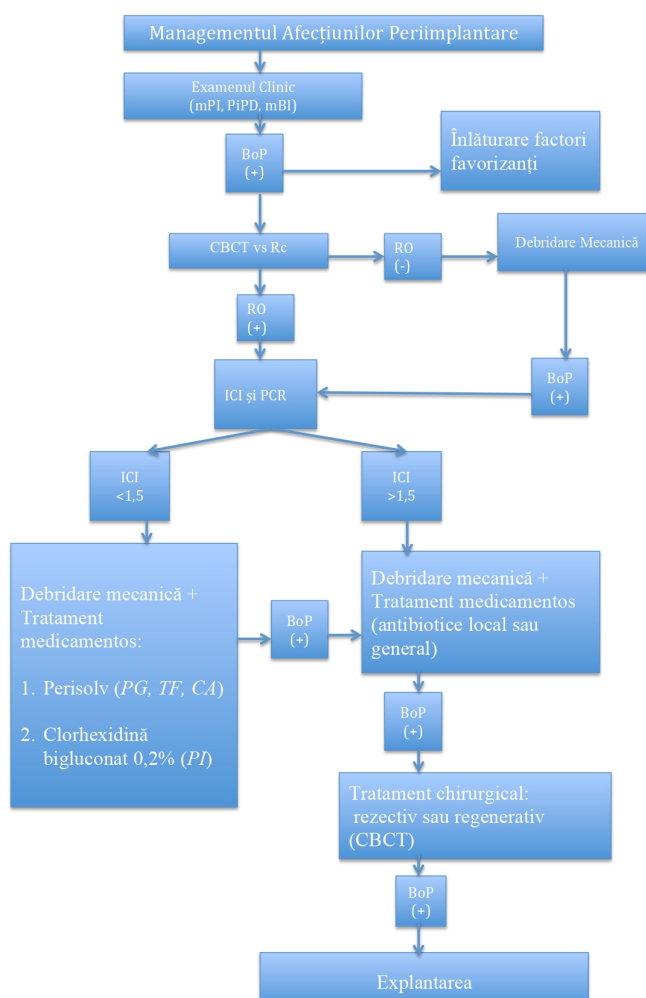 Managementul Afecțiunilor Periimplantare
Examenul Clinic
(mPI, PiPD, mBI)
BoP
(+)
Înlăturare factori
favorizanți
CBCT vs Rc
RO
(-)
Debridare Mecanică
RO
(+)
BoP
(+)
ICI și PCR
ICI
<1,5
ICI
>1,5
Debridare mecanică +
Tratament
medicamentos:
1. Perisolv (PG, TF, CA)
2. Clorhexidină
bigluconat 0,2% (PI)
BoP
(+)
Debridare mecanică +
Tratament medicamentos
(antibiotice local sau
general)
BoP
(+)
Tratament chirurgical:
rezectiv sau regenerativ
(CBCT)
BoP
(+)
Explantarea